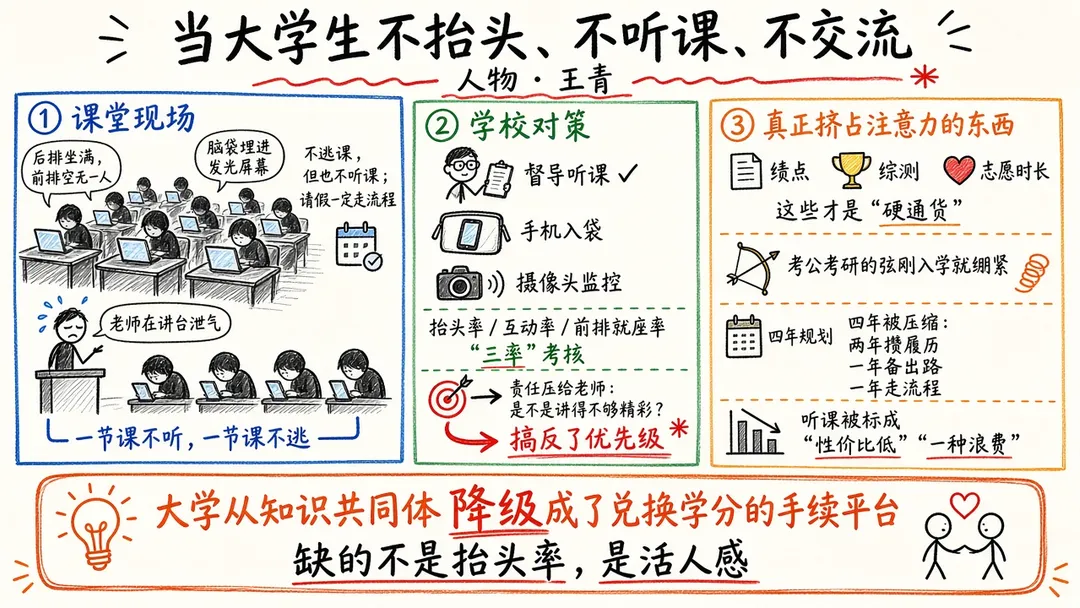 当大学生不抬头、不听课、不交流
人物·王青
① 课堂现场
后排坐满，
前排空无一人
脑袋埋进
发光屏幕
不逃课，
但也不听课；
请假一定走流程
老师在讲台泄气
一节课不听，一节课不逃
② 学校对策
督导听课 ✓
手机入袋
摄像头监控
抬头率 / 互动率 / 前排就座率
“三率”考核
责任压给老师：
是不是讲得不够精彩？
搞反了优先级
③ 真正挤占注意力的东西
绩点
综测
志愿时长
这些才是“硬通货”
考公考研的弦刚入学就绷紧
四年规划
四年被压缩：
两年攒履历
一年备出路
一年走流程
听课被标成
“性价比低”“一种浪费”
大学从知识共同体降级成了兑换学分的手续平台
缺的不是抬头率，是活人感